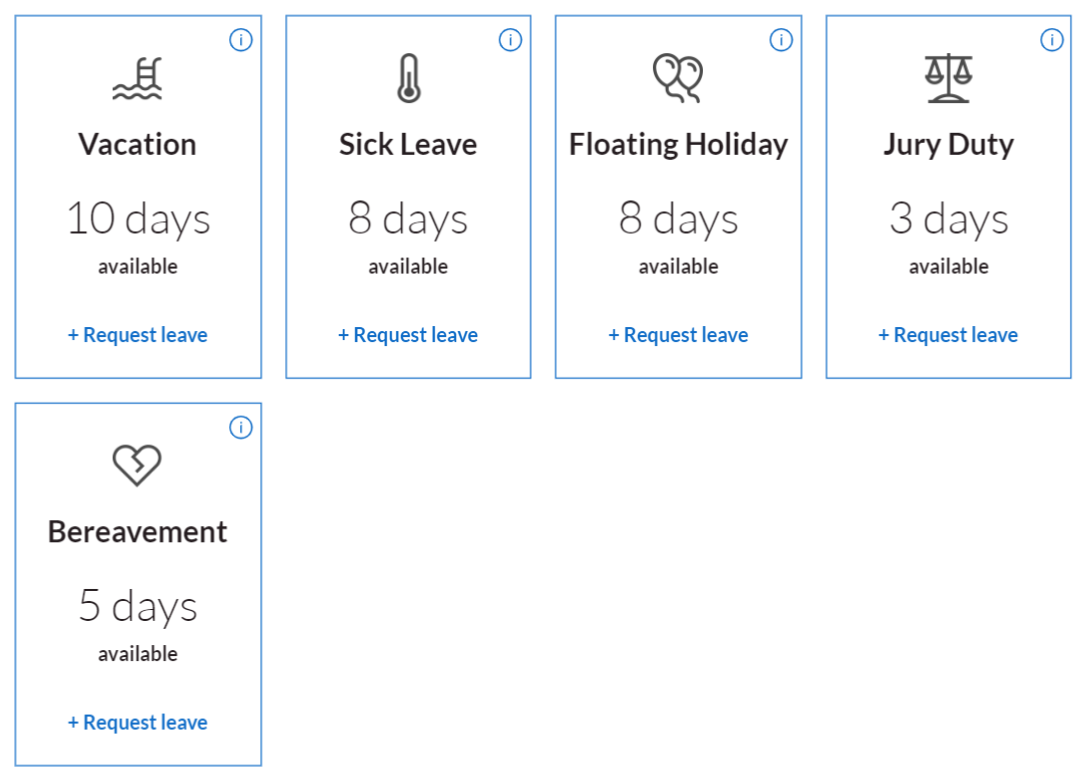 Vacation
10 days
available
+ Request leave
Sick Leave
8 days
available
+ Request leave
Floating Holiday
8 days
available
+ Request leave
Jury Duty
3 days
available
+ Request leave
Bereavement
5 days
available
+ Request leave